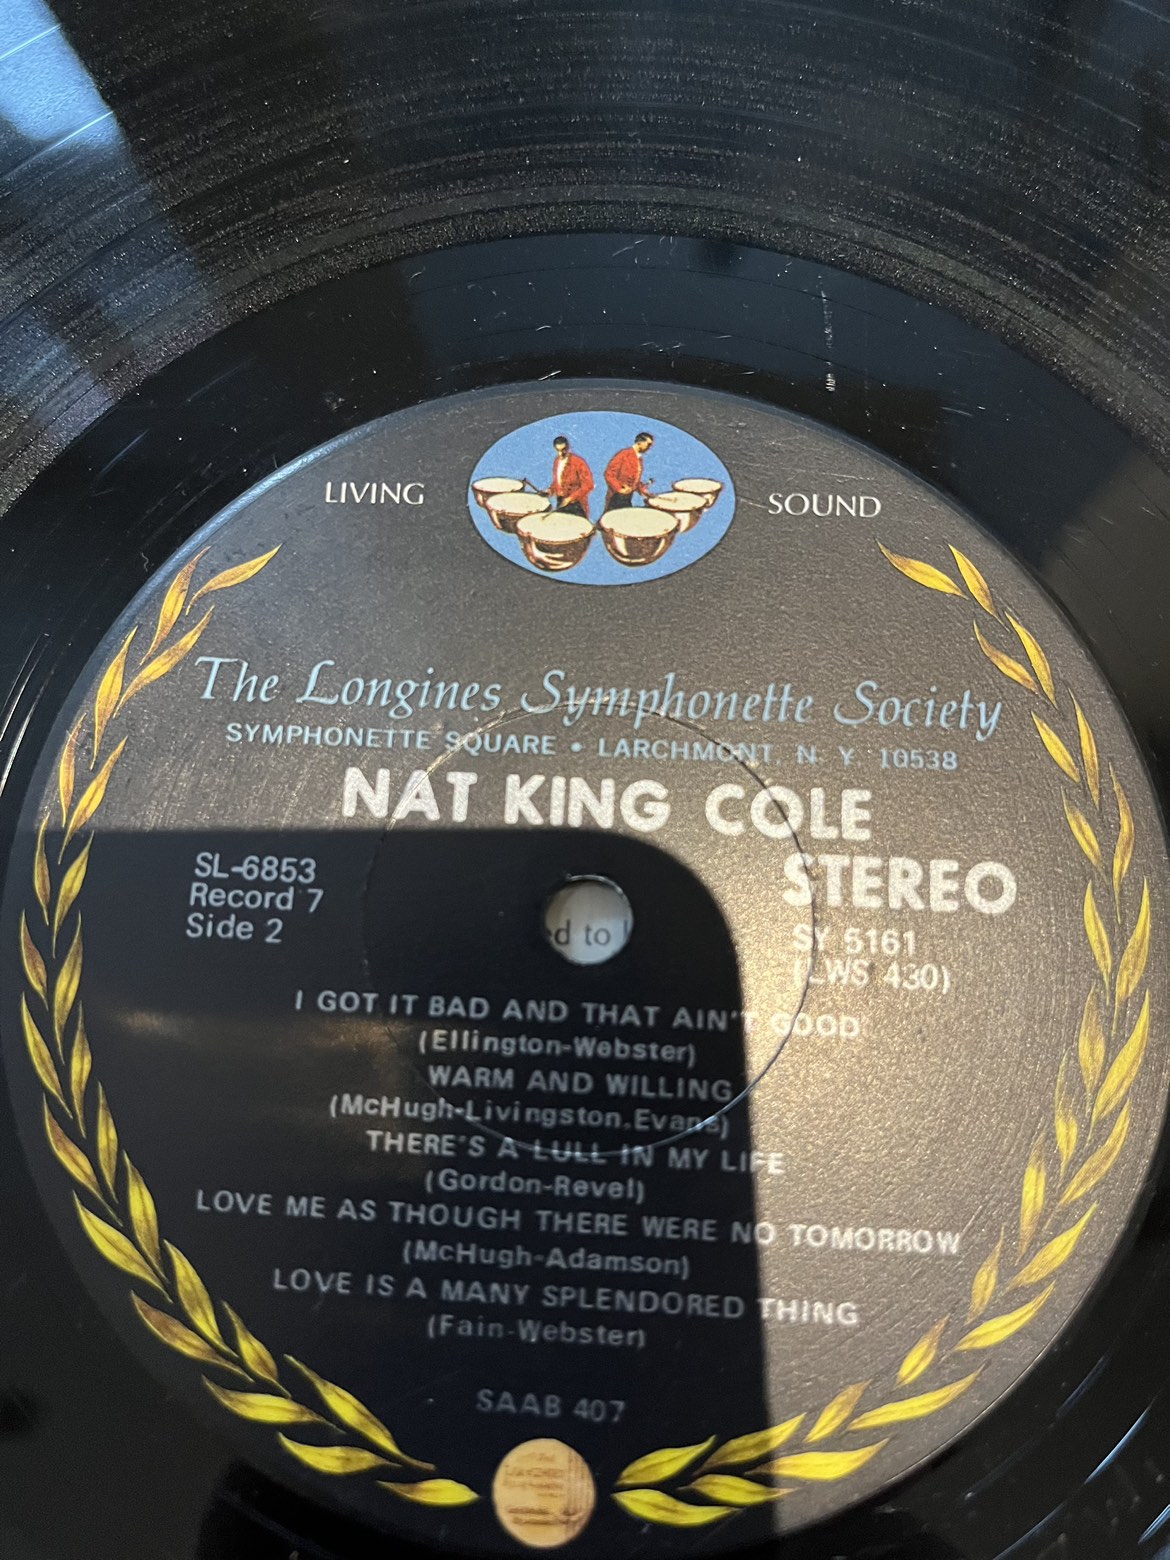 LIVING SOUND
The Longines Symphonette Society
SYMPHONETTE SQUARE • LARCHMONT, N. Y. 10538
NAT KING COLE
STEREO
SL-6853
Record 7
Side 2
SY 5161
(LWS 430)
d to
I GOT IT BAD AND THAT AIN'T GOOD
(Ellington-Webster)
WARM AND WILLING
(McHugh-Livingston.Evans)
THERE'S A LULL IN MY LIFE
(Gordon-Revel)
LOVE ME AS THOUGH THERE WERE NO TOMORROW
(McHugh-Adamson)
LOVE IS A MANY SPLENDORED THING
(Fain-Webster)
SAAB 407